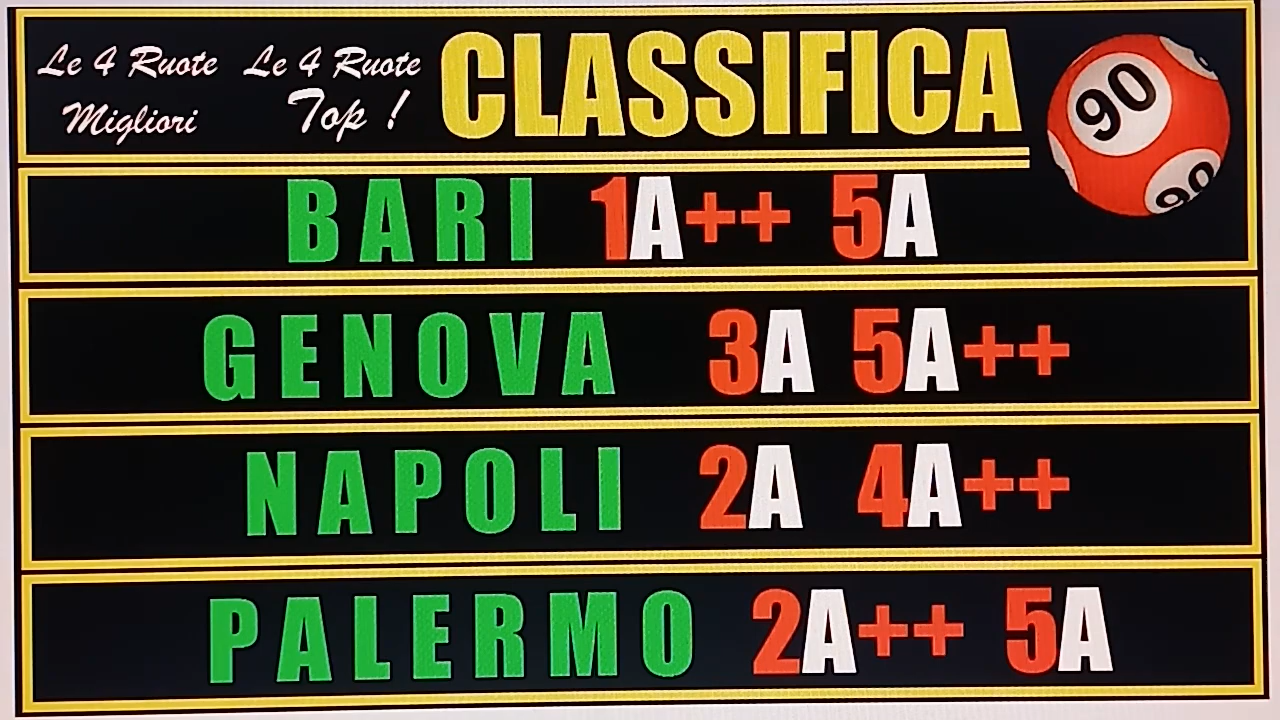 Le 4 Ruote Migliori
Le 4 Ruote Top !
CLASSIFICA
90
90
BARI 1A++ 5A
GENOVA 3A 5A++
NAPOLI 2A 4A++
PALERMO 2A++ 5A